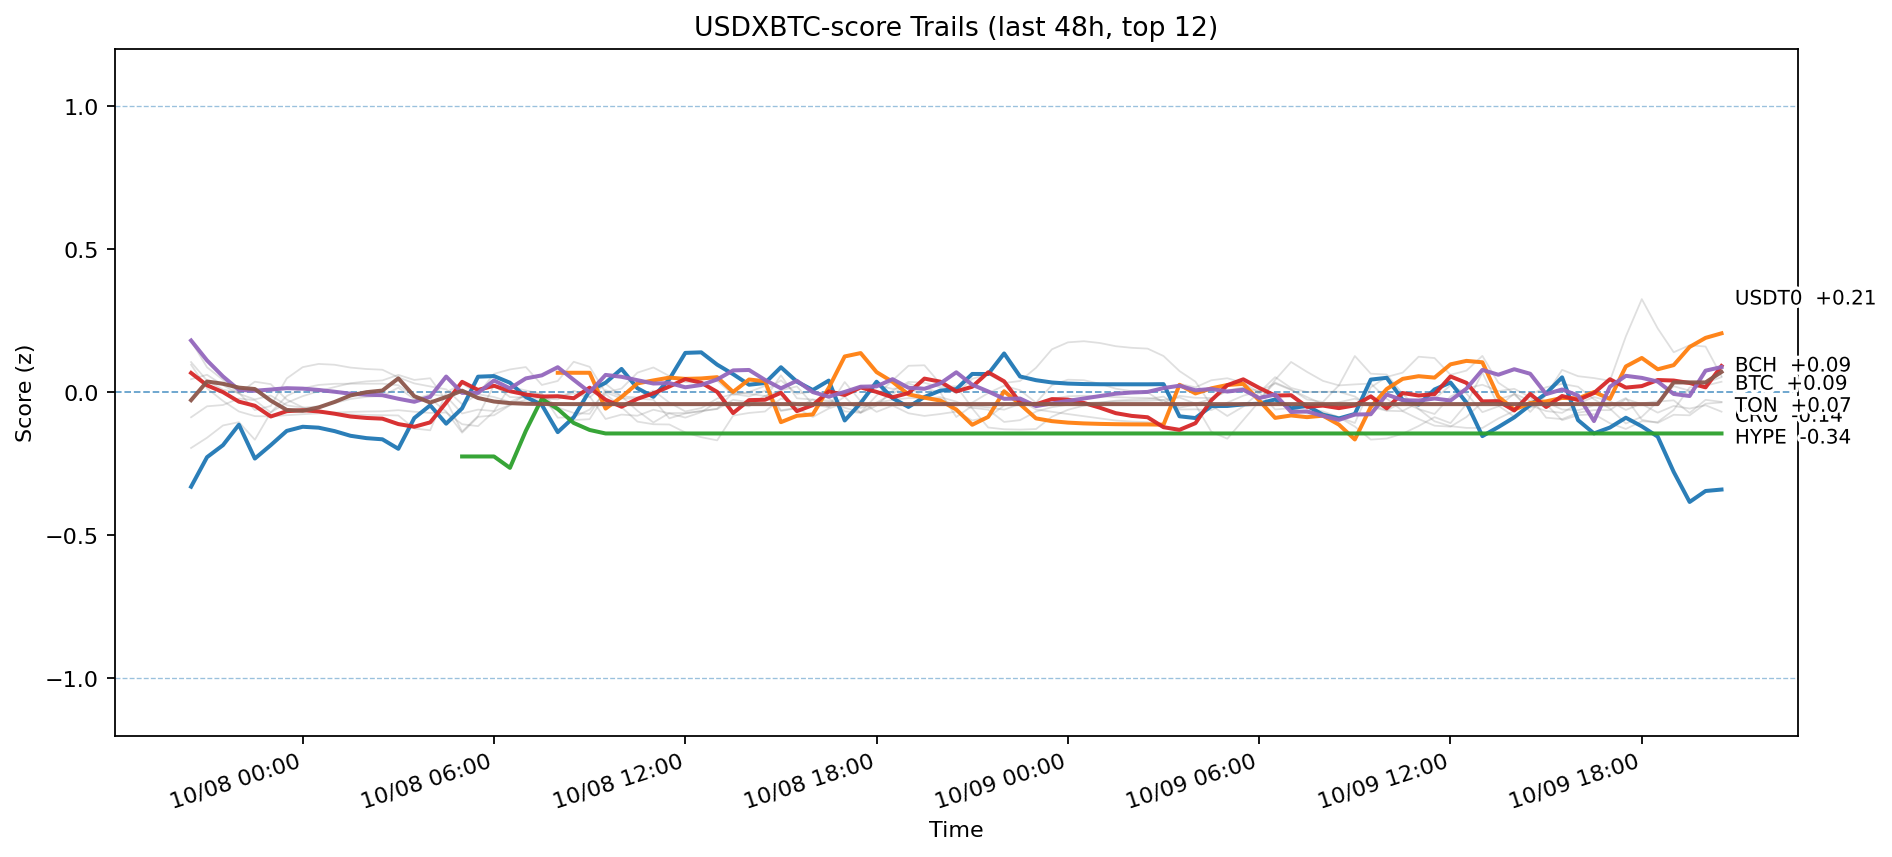 USDXBTC-score Trails (last 48h, top 12)
Score (z)
1.0
0.5
0.0
−0.5
−1.0
USDT0 +0.21
BCH +0.09
BTC +0.09
TON +0.07
CRO -0.14
HYPE -0.34
10/08 00:00
10/08 06:00
10/08 12:00
10/08 18:00
10/09 00:00
10/09 06:00
10/09 12:00
10/09 18:00
Time